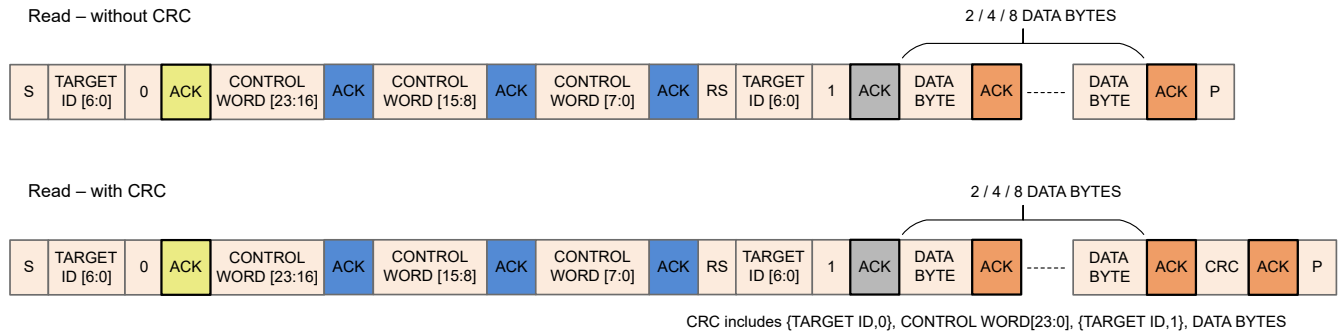 Read – without CRC
2 / 4 / 8 DATA BYTES
S TARGET ID [6:0] 0 ACK CONTROL WORD [23:16] ACK CONTROL WORD [15:8] ACK CONTROL WORD [7:0] ACK RS TARGET ID [6:0] 1 ACK DATA BYTE ACK ------ DATA BYTE ACK P
Read – with CRC
2 / 4 / 8 DATA BYTES
S TARGET ID [6:0] 0 ACK CONTROL WORD [23:16] ACK CONTROL WORD [15:8] ACK CONTROL WORD [7:0] ACK RS TARGET ID [6:0] 1 ACK DATA BYTE ACK ------ DATA BYTE ACK CRC ACK P
CRC includes {TARGET ID,0}, CONTROL WORD[23:0], {TARGET ID,1}, DATA BYTES